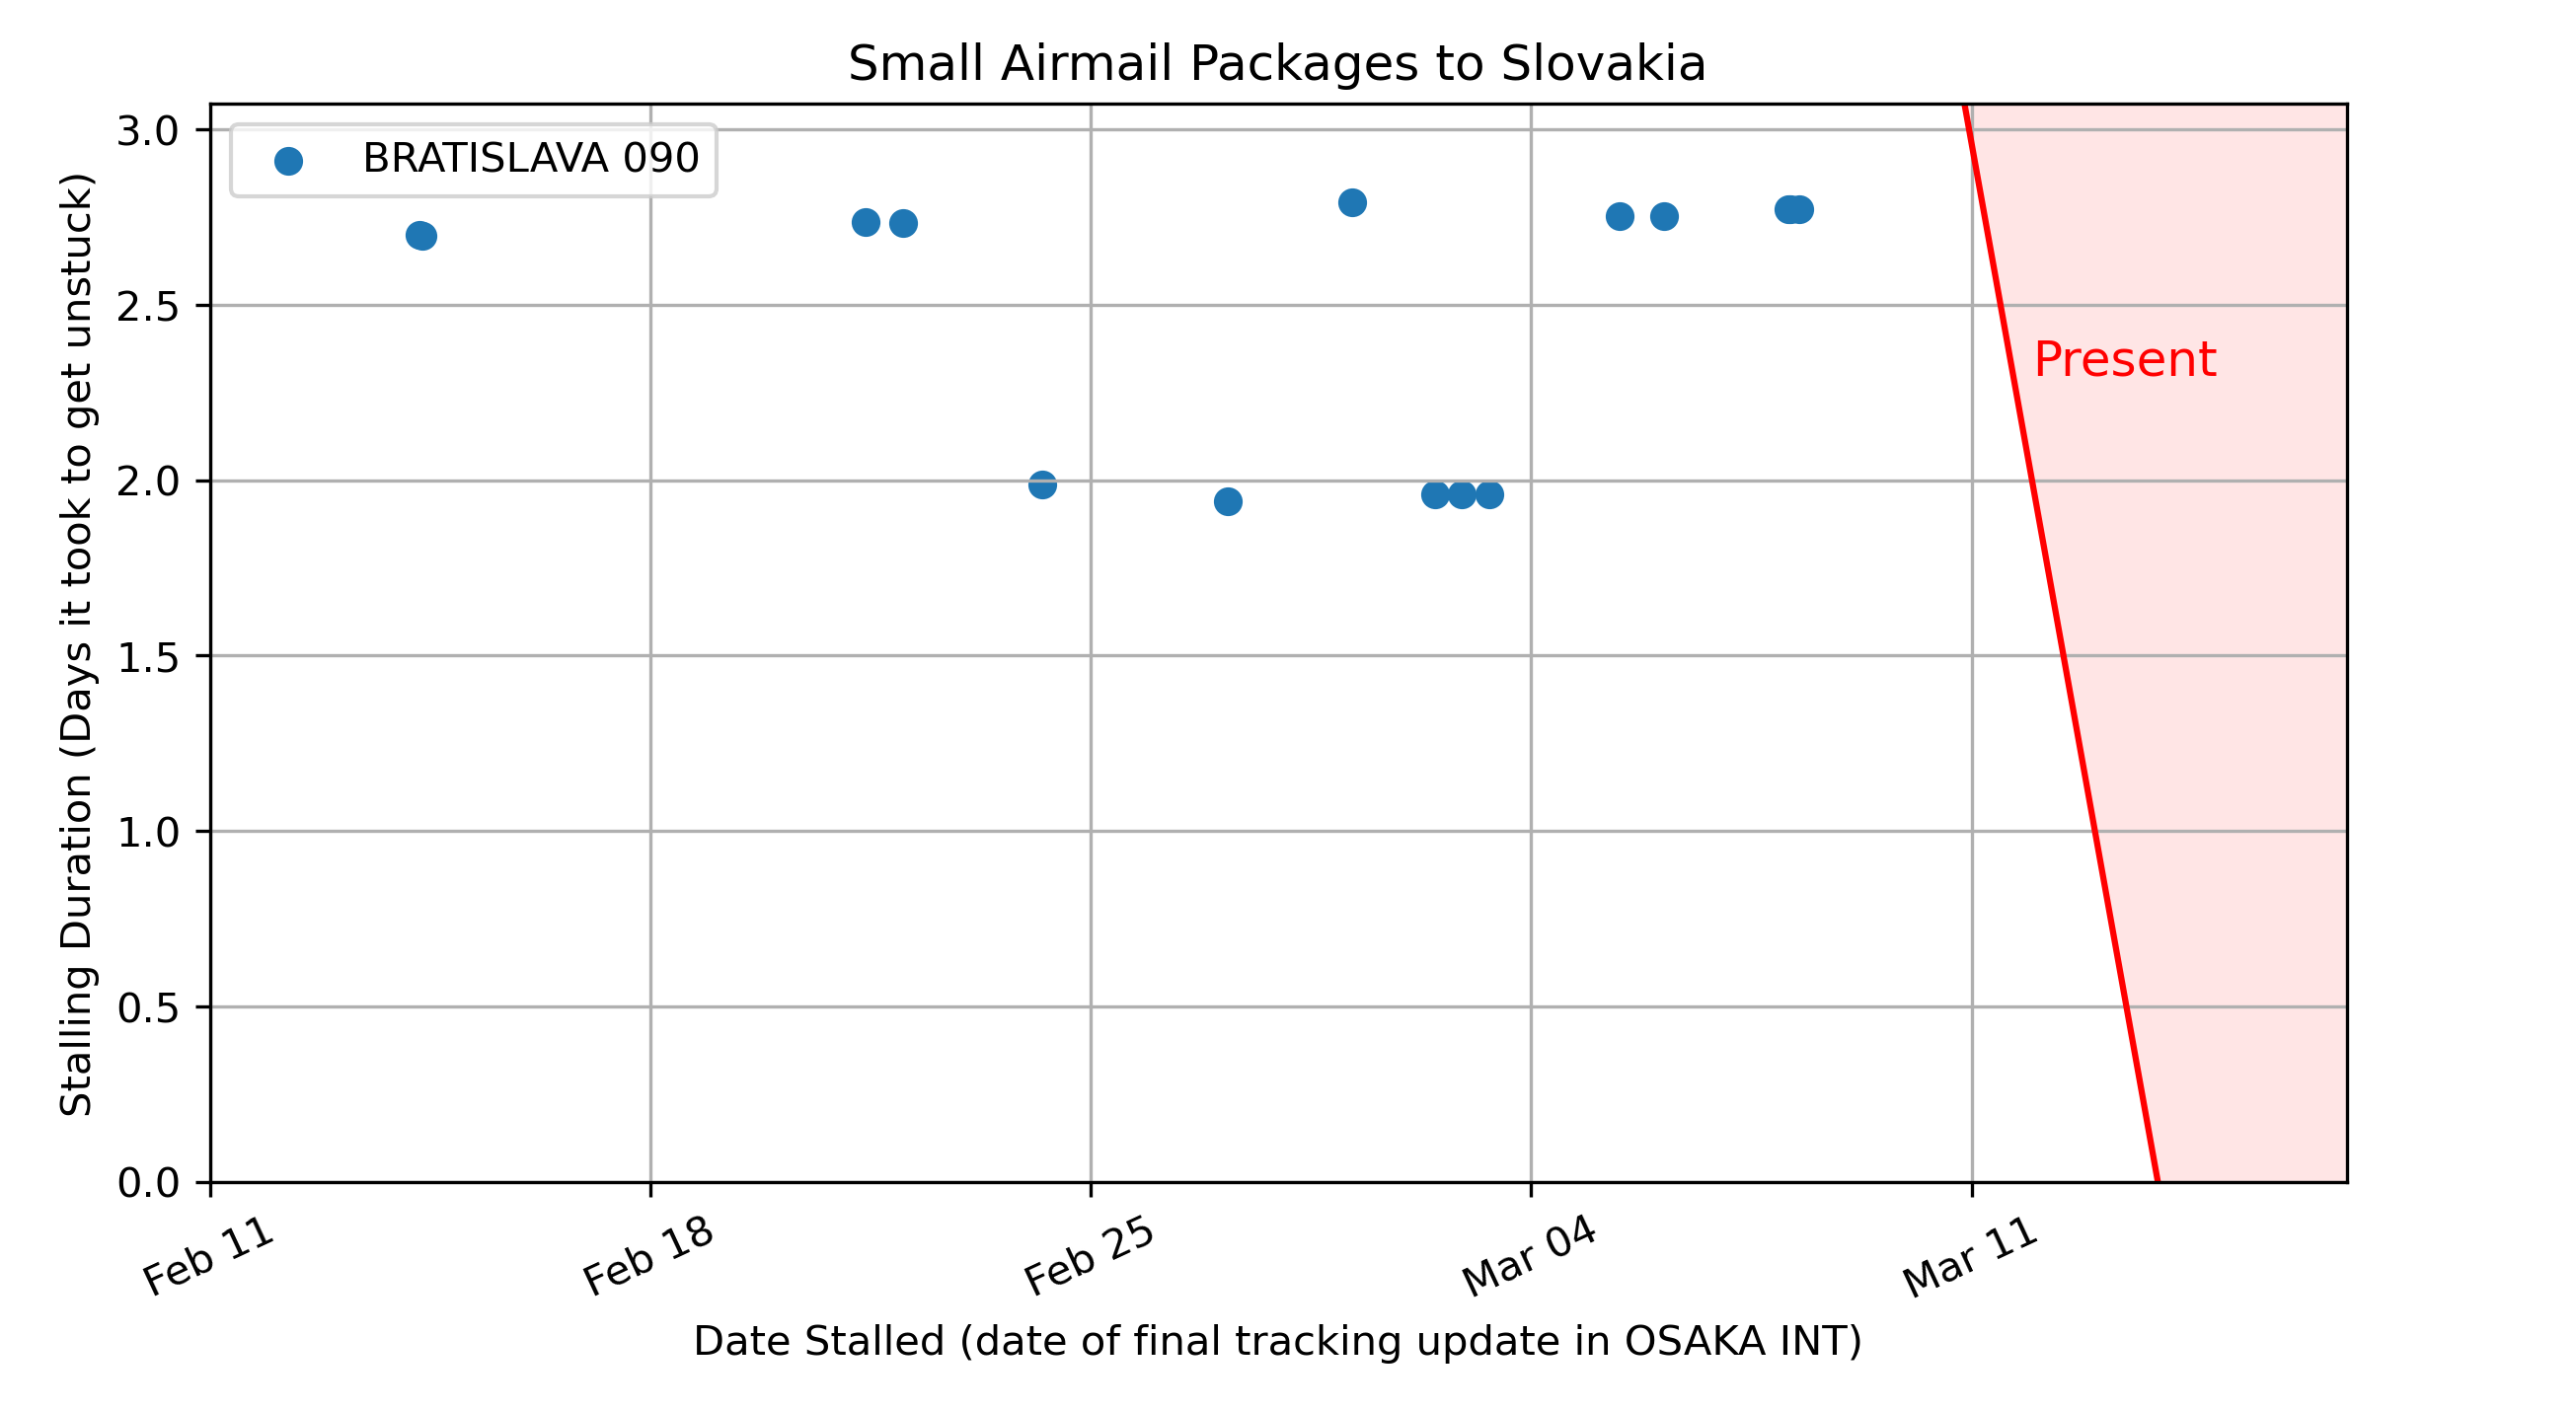 Small Airmail Packages to Slovakia
BRATISLAVA 090
Present
Stalling Duration (Days it took to get unstuck)
3.0
2.5
2.0
1.5
1.0
0.5
0.0
Feb 11
Feb 18
Feb 25
Mar 04
Mar 11
Date Stalled (date of final tracking update in OSAKA INT)